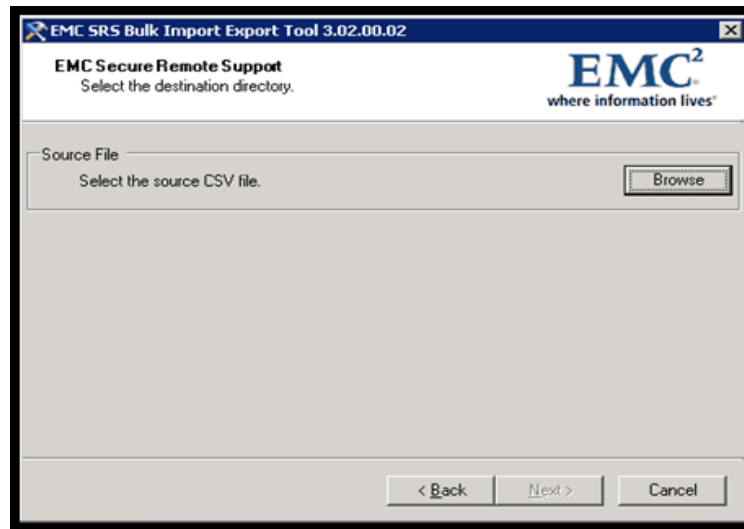 EMC SRS Bulk Import Export Tool 3.02.00.02
EMC Secure Remote Support
Select the destination directory.
EMC²
where information lives®
Source File
Select the source CSV file.
Browse
< Back
Next >
Cancel